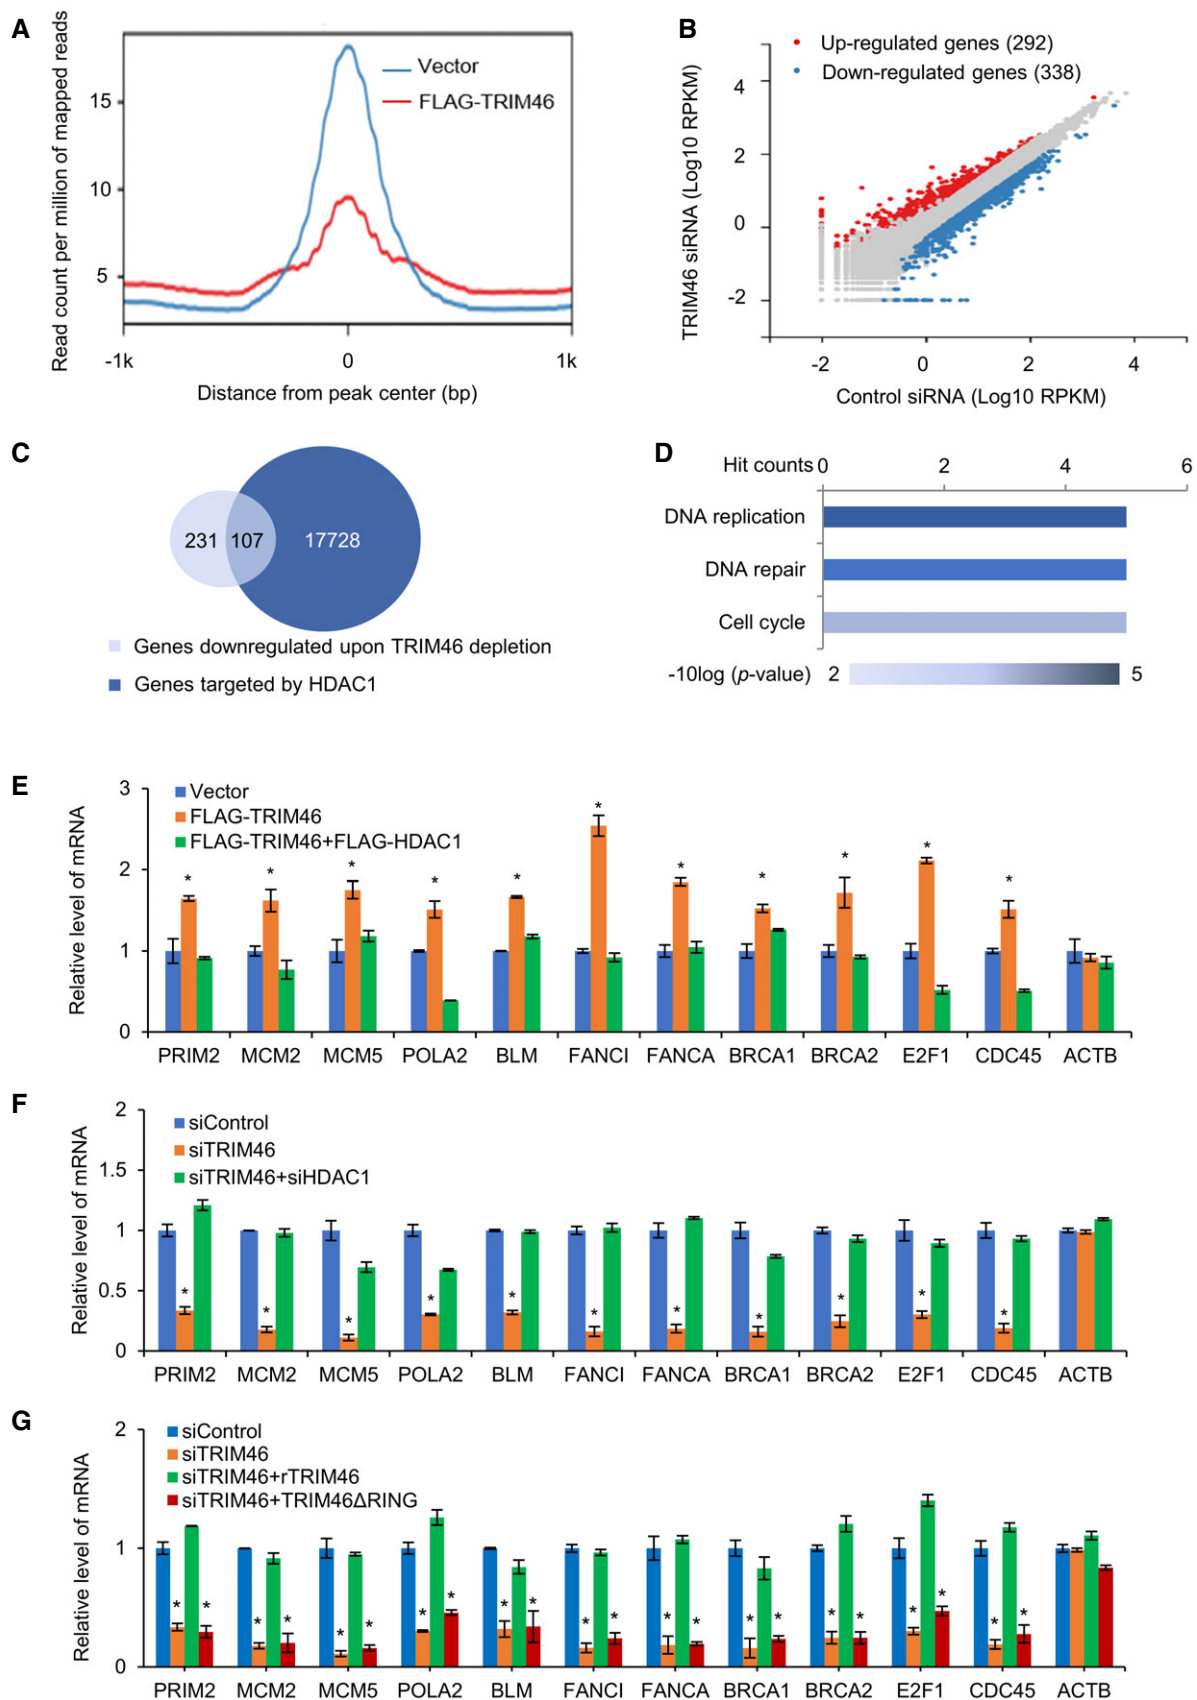 A
Read count per million of mapped reads
15
10
5
Vector
FLAG-TRIM46
-1k
0
1k
Distance from peak center (bp)
B
Up-regulated genes (292)
Down-regulated genes (338)
TRIM46 siRNA (Log10 RPKM)
4
2
0
-2
-2
0
2
4
Control siRNA (Log10 RPKM)
C
231
107
17728
Genes downregulated upon TRIM46 depletion
Genes targeted by HDAC1
D
Hit counts
0
2
4
6
DNA replication
DNA repair
Cell cycle
-10log (p-value)
2
5
E
Relative level of mRNA
3
2
1
0
Vector
FLAG-TRIM46
FLAG-TRIM46+FLAG-HDAC1
* * * * * * * * * * *
PRIM2 MCM2 MCM5 POLA2 BLM FANCI FANCA BRCA1 BRCA2 E2F1 CDC45 ACTB
F
Relative level of mRNA
2
1.5
1
0.5
0
siControl
siTRIM46
siTRIM46+siHDAC1
* * * * * * * * * * *
PRIM2 MCM2 MCM5 POLA2 BLM FANCI FANCA BRCA1 BRCA2 E2F1 CDC45 ACTB
G
Relative level of mRNA
2
1
0
siControl
siTRIM46
siTRIM46+rTRIM46
siTRIM46+TRIM46ΔRING
* * * * * * * * * * * * * * * * * * * * * *
PRIM2 MCM2 MCM5 POLA2 BLM FANCI FANCA BRCA1 BRCA2 E2F1 CDC45 ACTB